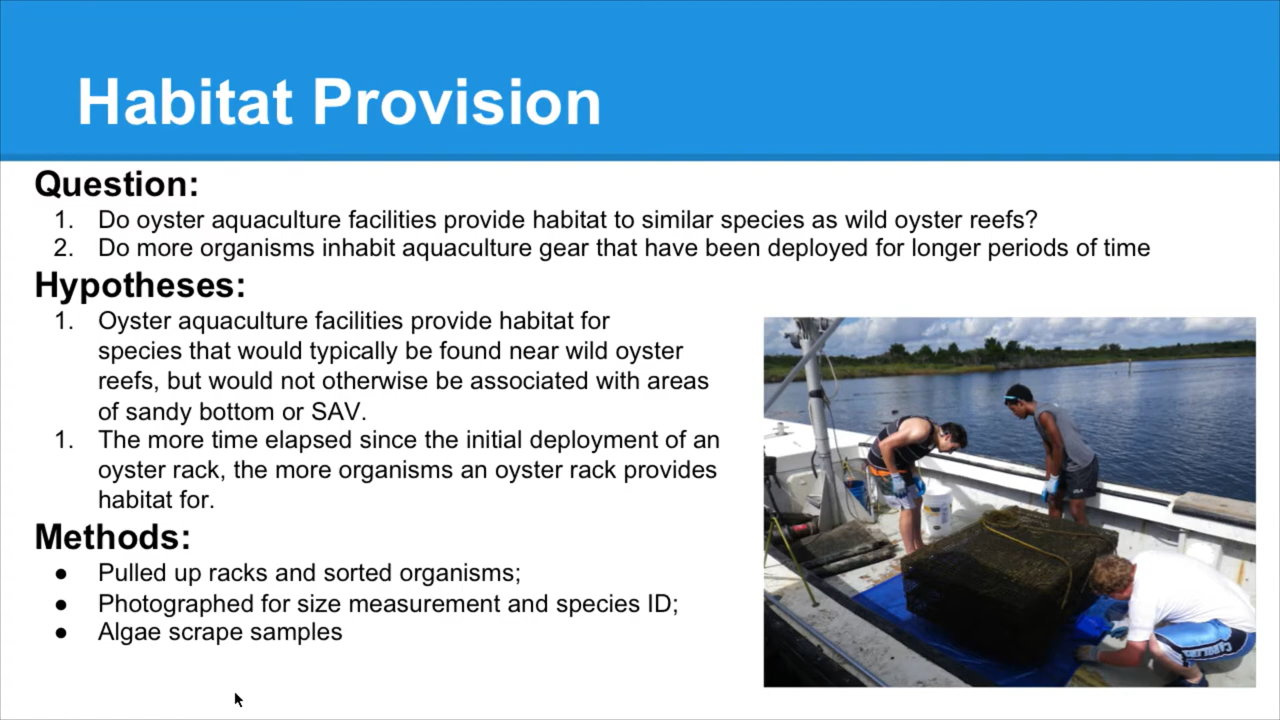 Habitat Provision
Question:
1. Do oyster aquaculture facilities provide habitat to similar species as wild oyster reefs?
2. Do more organisms inhabit aquaculture gear that have been deployed for longer periods of time
Hypotheses:
1. Oyster aquaculture facilities provide habitat for
species that would typically be found near wild oyster
reefs, but would not otherwise be associated with areas
of sandy bottom or SAV.
1. The more time elapsed since the initial deployment of an
oyster rack, the more organisms an oyster rack provides
habitat for.
Methods:
● Pulled up racks and sorted organisms;
● Photographed for size measurement and species ID;
● Algae scrape samples